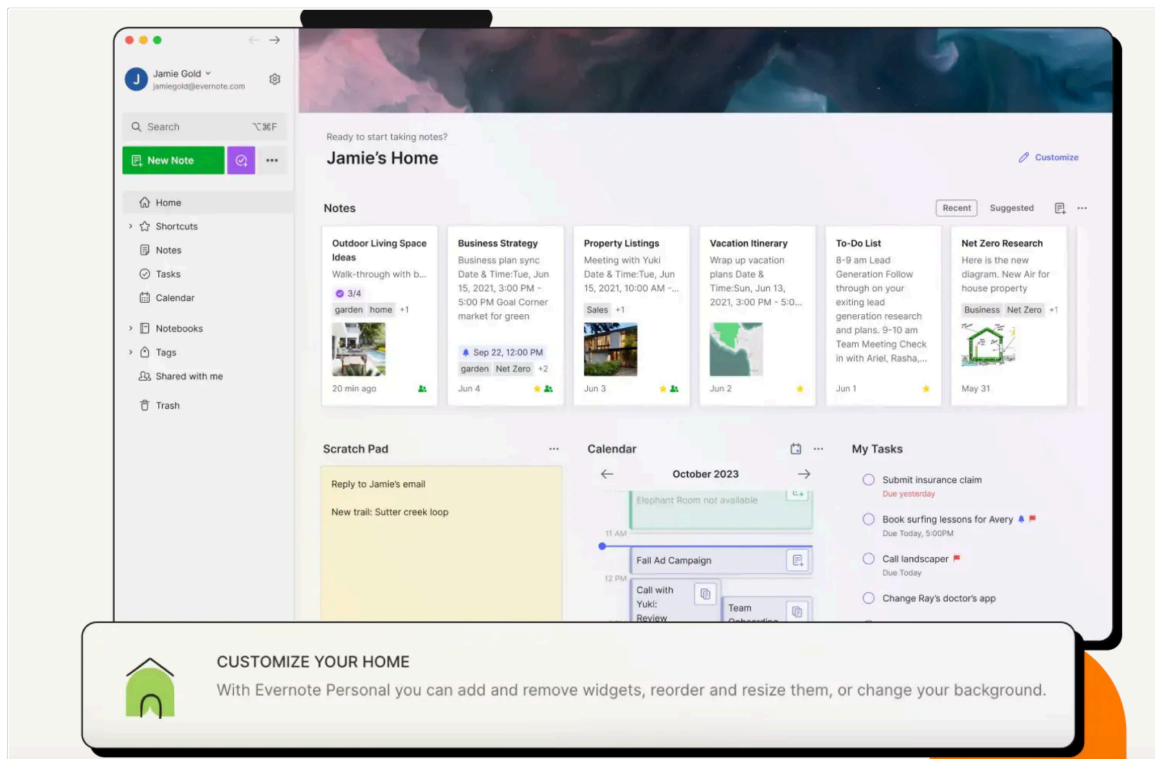 Jamie Gold
jamiegold@evernote.com
Search ⌥⌘F
New Note
Home
Shortcuts
Notes
Tasks
Calendar
Notebooks
Tags
Shared with me
Trash
Ready to start taking notes?
Jamie's Home
Customize
Notes
Recent Suggested
Outdoor Living Space
Ideas
Walk-through with b...
3/4
garden home +1
20 min ago
Business Strategy
Business plan sync
Date & Time:Tue, Jun
15, 2021, 3:00 PM -
5:00 PM Goal Corner
market for green
Sep 22, 12:00 PM
garden Net Zero +2
Jun 4
Property Listings
Meeting with Yuki
Date & Time:Tue, Jun
15, 2021, 10:00 AM -...
Sales +1
Jun 3
Vacation Itinerary
Wrap up vacation
plans Date &
Time:Sun, Jun 13,
2021, 3:00 PM - 5:0...
Jun 2
To-Do List
8-9 am Lead
Generation Follow
through on your
exiting lead
generation research
and plans. 9-10 am
Team Meeting Check
in with Ariel, Rasha,...
Jun 1
Net Zero Research
Here is the new
diagram. New Air for
house property
Business Net Zero +1
May 31
Scratch Pad
Reply to Jamie's email
New trail: Sutter creek loop
Calendar
October 2023
Elephant Room not available
11 AM
Fall Ad Campaign
12 PM
Call with
Yuki:
Review
Team
Onboarding
My Tasks
Submit insurance claim
Due yesterday
Book surfing lessons for Avery
Due Today, 5:00PM
Call landscaper
Due Today
Change Ray's doctor's app
CUSTOMIZE YOUR HOME
With Evernote Personal you can add and remove widgets, reorder and resize them, or change your background.